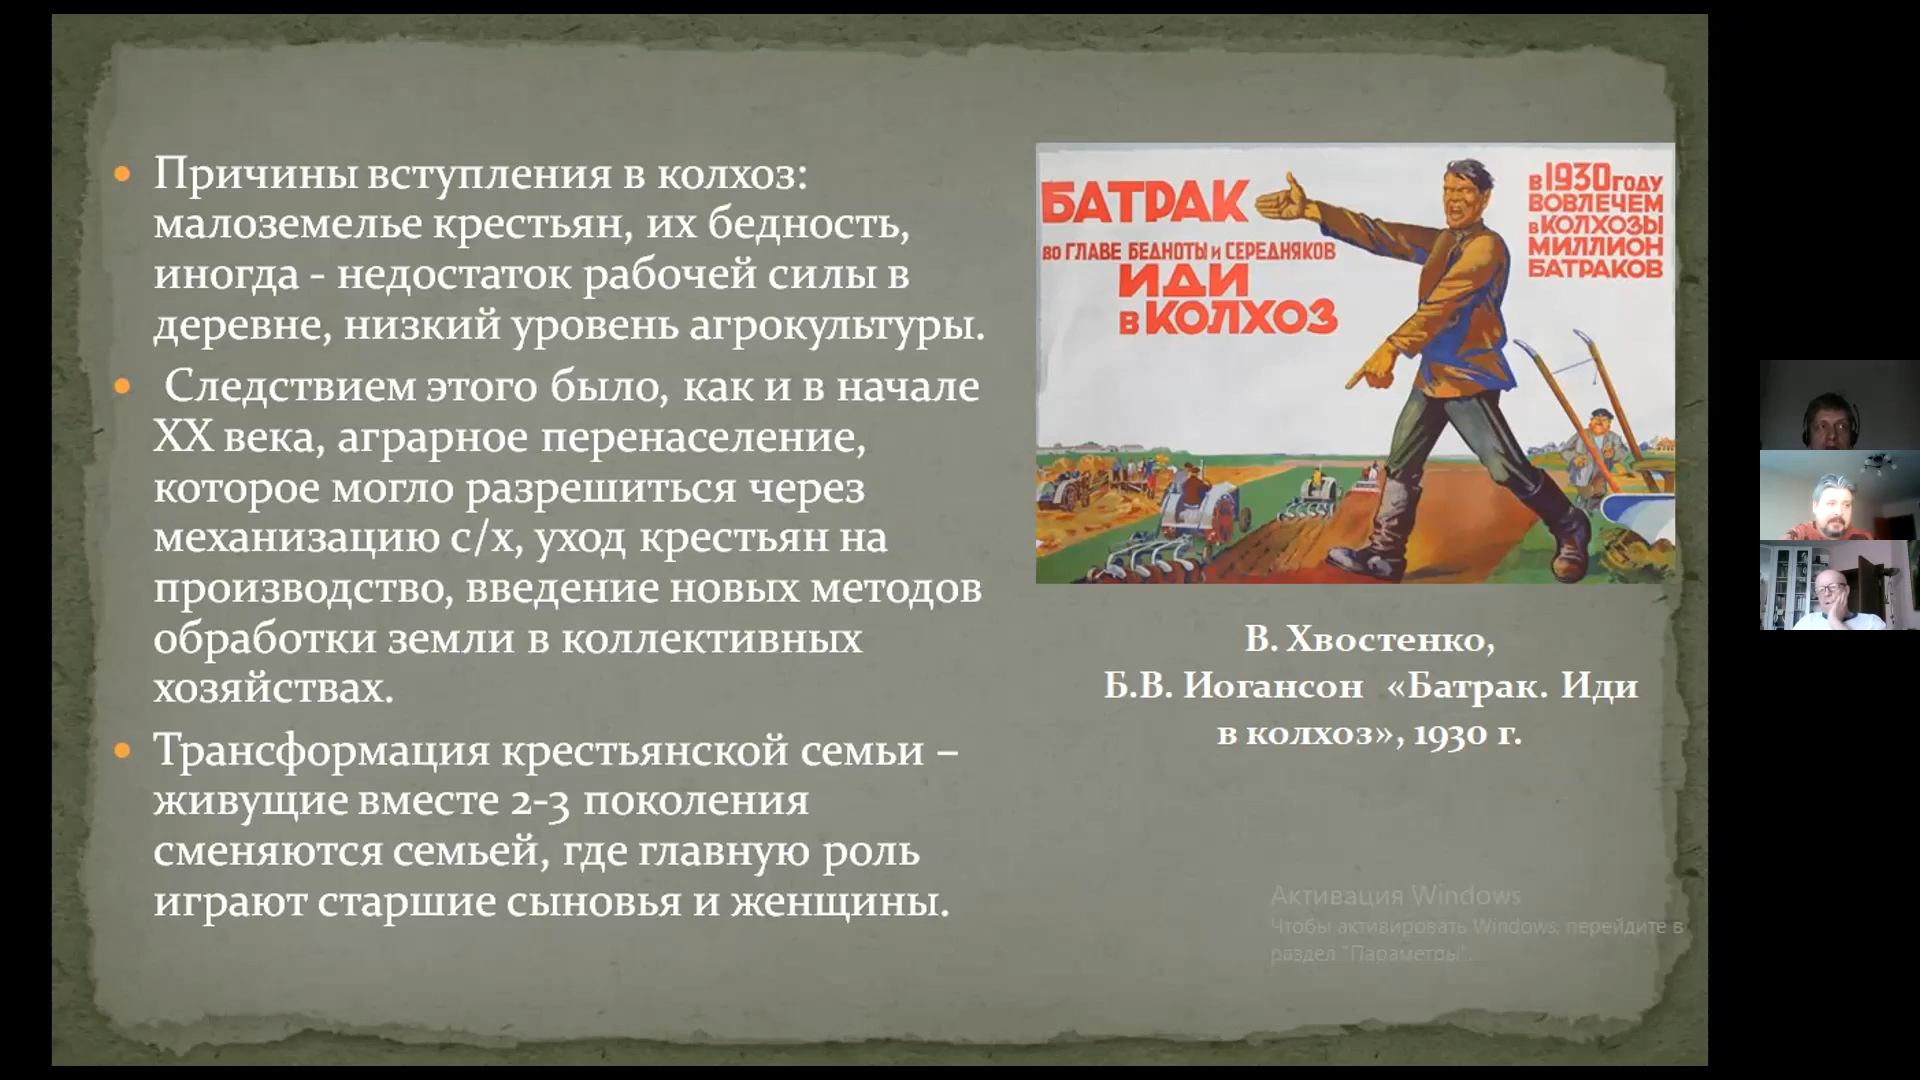 Причины вступления в колхоз:
малоземелье крестьян, их бедность,
иногда - недостаток рабочей силы в
деревне, низкий уровень агрокультуры.
Следствием этого было, как и в начале
XX века, аграрное перенаселение,
которое могло разрешиться через
механизацию с/х, уход крестьян на
производство, введение новых методов
обработки земли в коллективных
хозяйствах.
Трансформация крестьянской семьи –
живущие вместе 2-3 поколения
сменяются семьей, где главную роль
играют старшие сыновья и женщины.
БАТРАК
ВО ГЛАВЕ БЕДНОТЫ И СЕРЕДНЯКОВ
ИДИ
В КОЛХОЗ
В 1930 ГОДУ
ВОВЛЕЧЕМ
В КОЛХОЗЫ
МИЛЛИОН
БАТРАКОВ
В. Хвостенко,
Б.В. Иогансон «Батрак. Иди
в колхоз», 1930 г.
Активация Windows
Чтобы активировать Windows, перейдите в
раздел "Параметры".